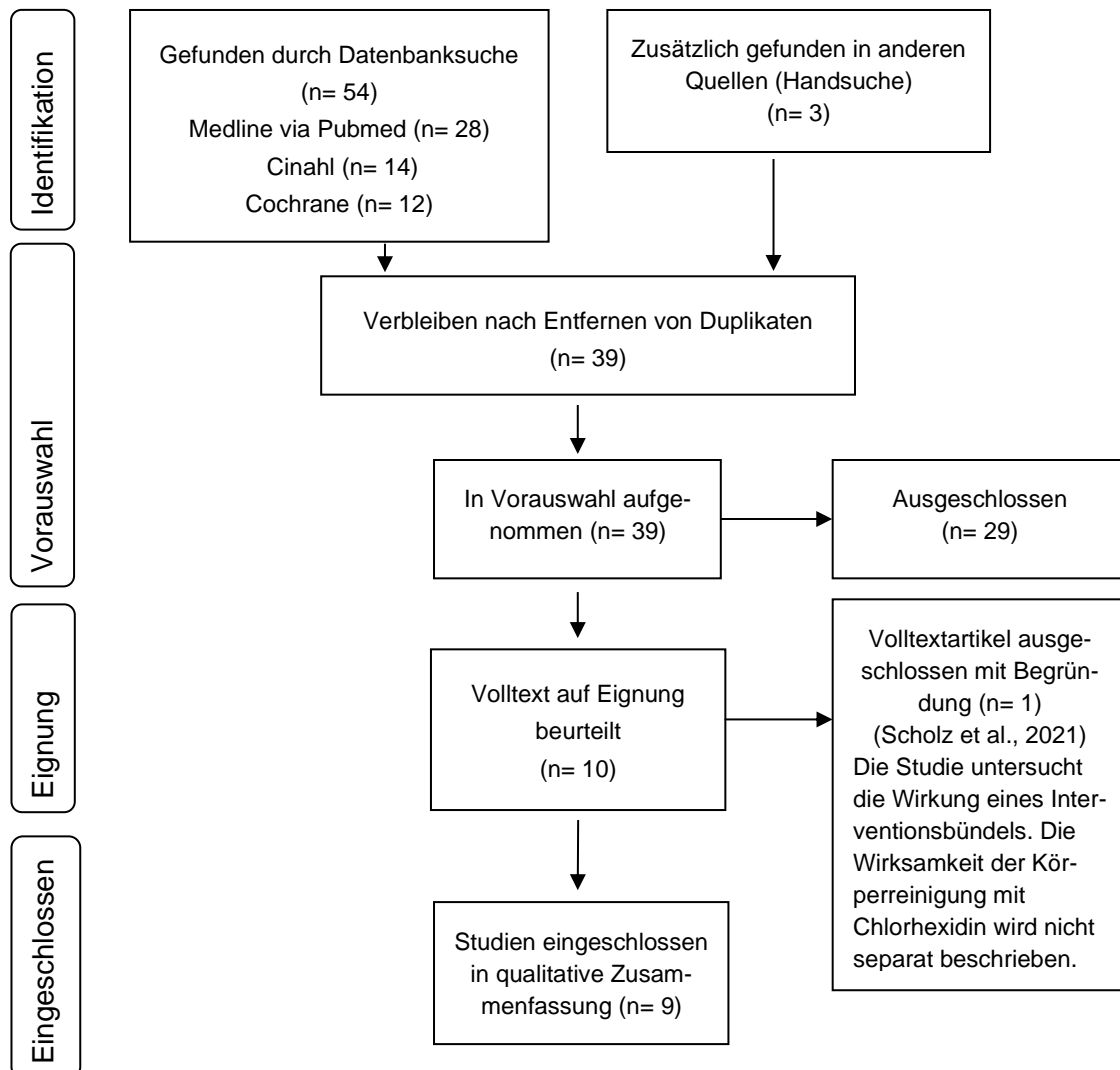 Identifikation
Gefunden durch Datenbanksuche
(n= 54)
Medline via Pubmed (n= 28)
Cinahl (n= 14)
Cochrane (n= 12)
Zusätzlich gefunden in anderen
Quellen (Handsuche)
(n= 3)
Vorauswahl
Verbleiben nach Entfernen von Duplikaten
(n= 39)
In Vorauswahl aufge-
nommen (n= 39)
Ausgeschlossen
(n= 29)
Eignung
Volltext auf Eignung
beurteilt
(n= 10)
Volltextartikel ausge-
schlossen mit Begrün-
dung (n= 1)
(Scholz et al., 2021)
Die Studie untersucht
die Wirkung eines Inter-
ventionsbündels. Die
Wirksamkeit der Kör-
perreinigung mit
Chlorhexidin wird nicht
separat beschrieben.
Eingeschlossen
Studien eingeschlossen
in qualitative Zusam-
menfassung (n= 9)